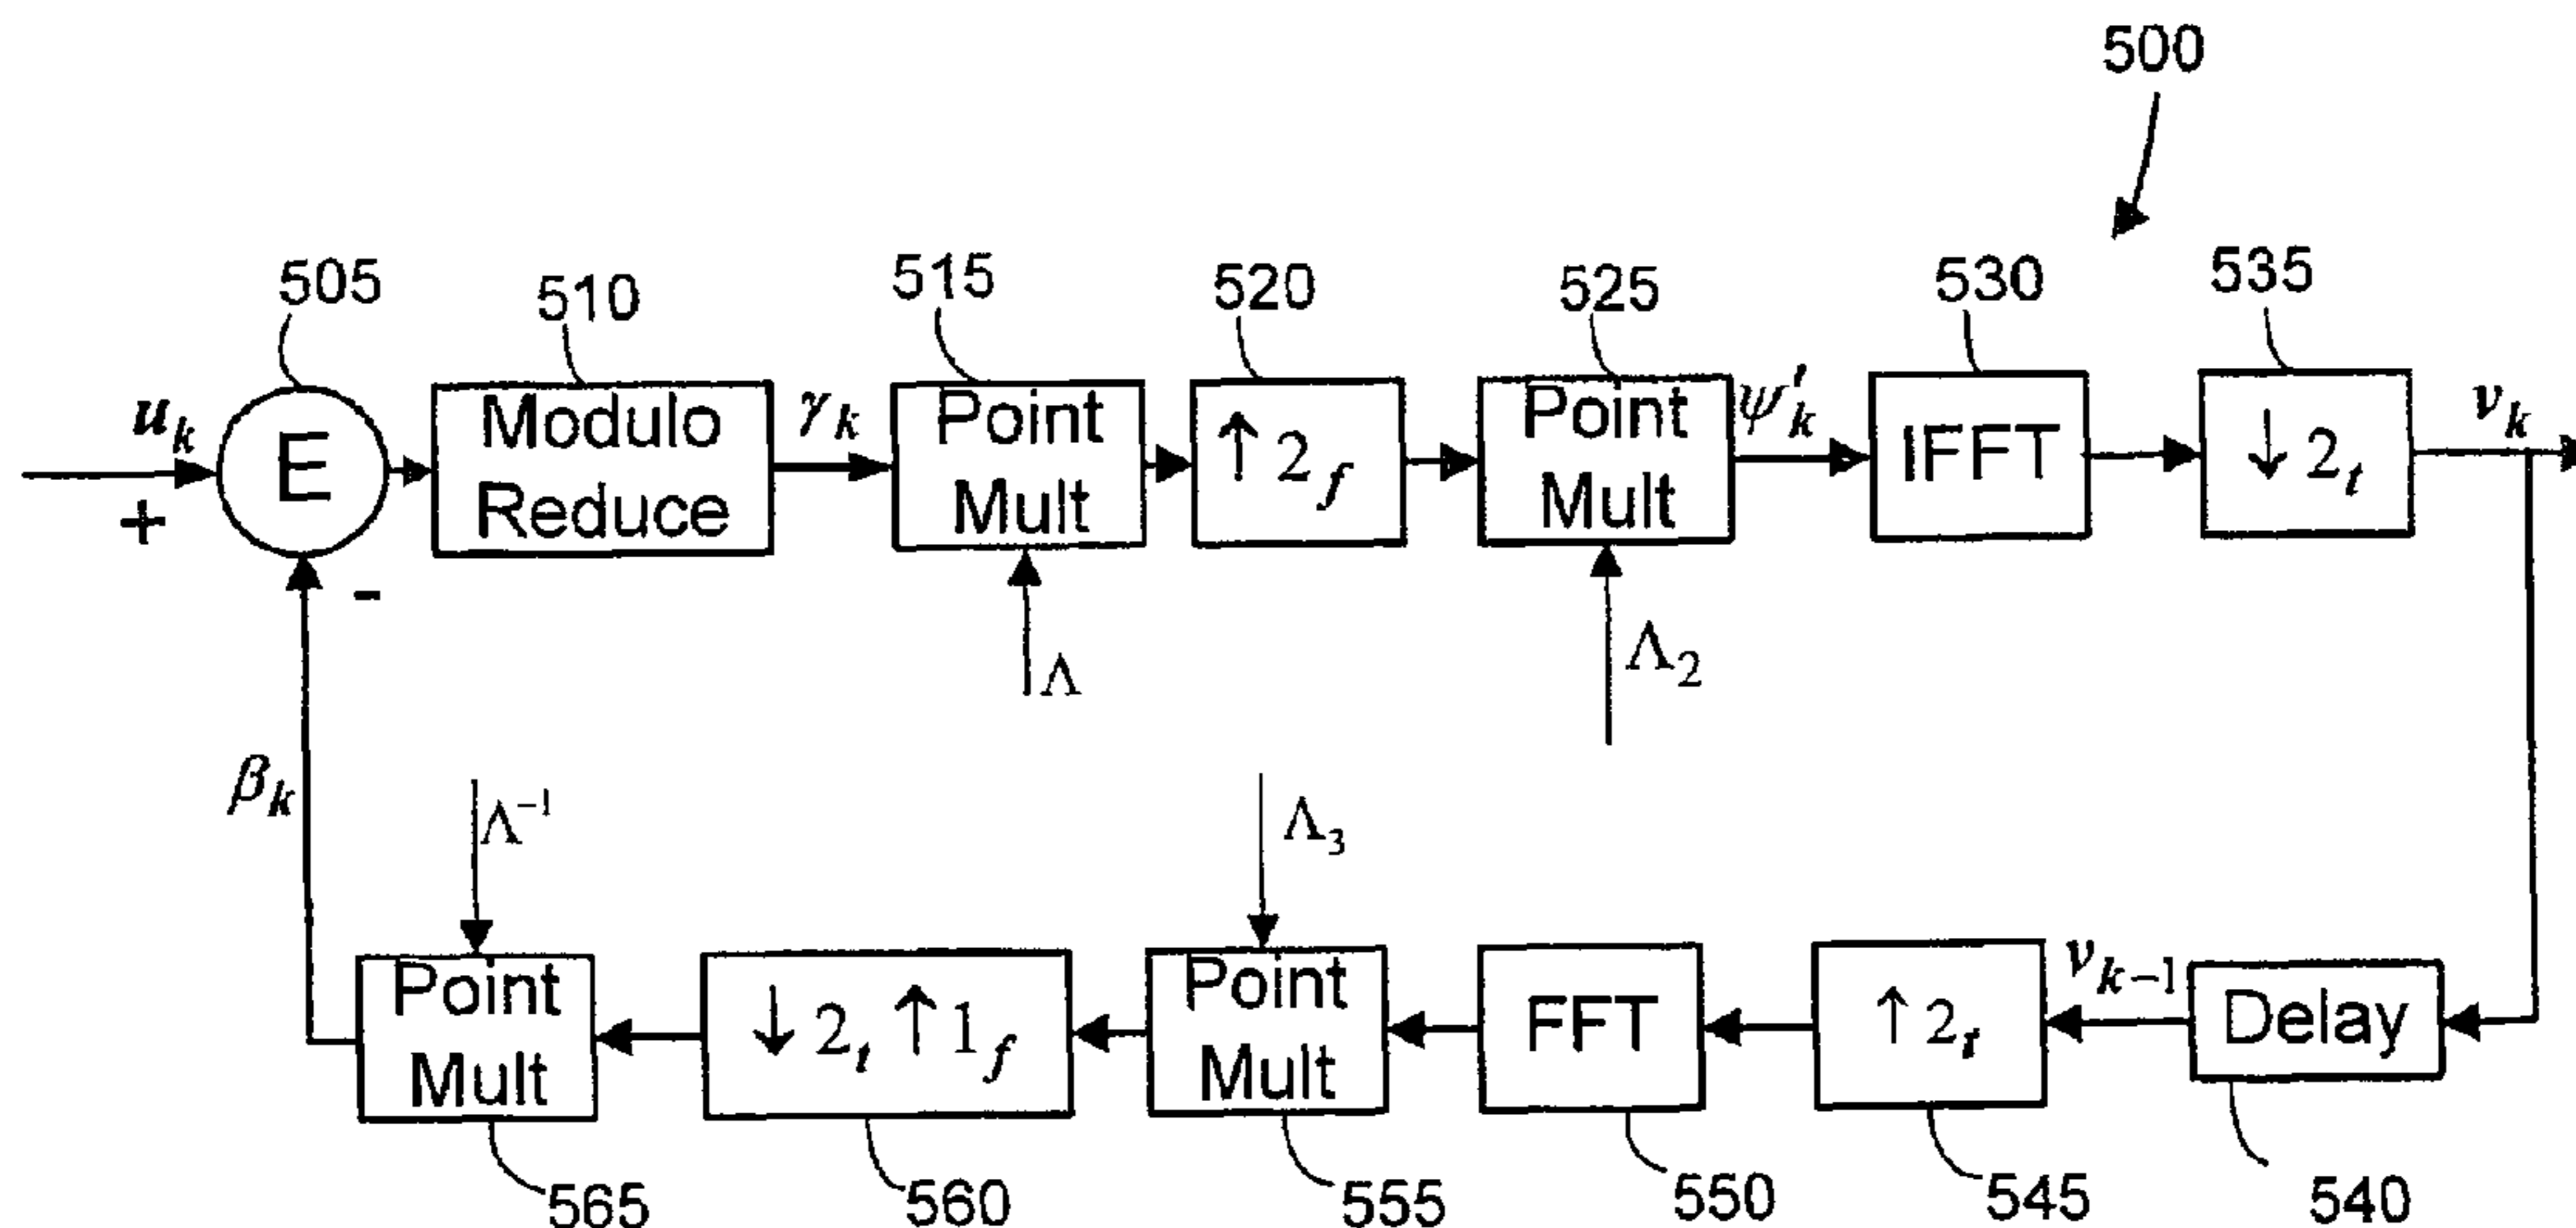 500
505
510
515
520
525
530
535
u_k
+
E
-
Modulo
Reduce
γ_k
Point
Mult
Λ
↑ 2_f
Point
Mult
Λ_2
ψ'_k
IFFT
↓ 2_t
v_k
β_k
Λ^{-1}
Point
Mult
↓ 2_t ↑ 1_f
Λ_3
Point
Mult
FFT
↑ 2_t
v_{k-1}
Delay
565
560
555
550
545
540